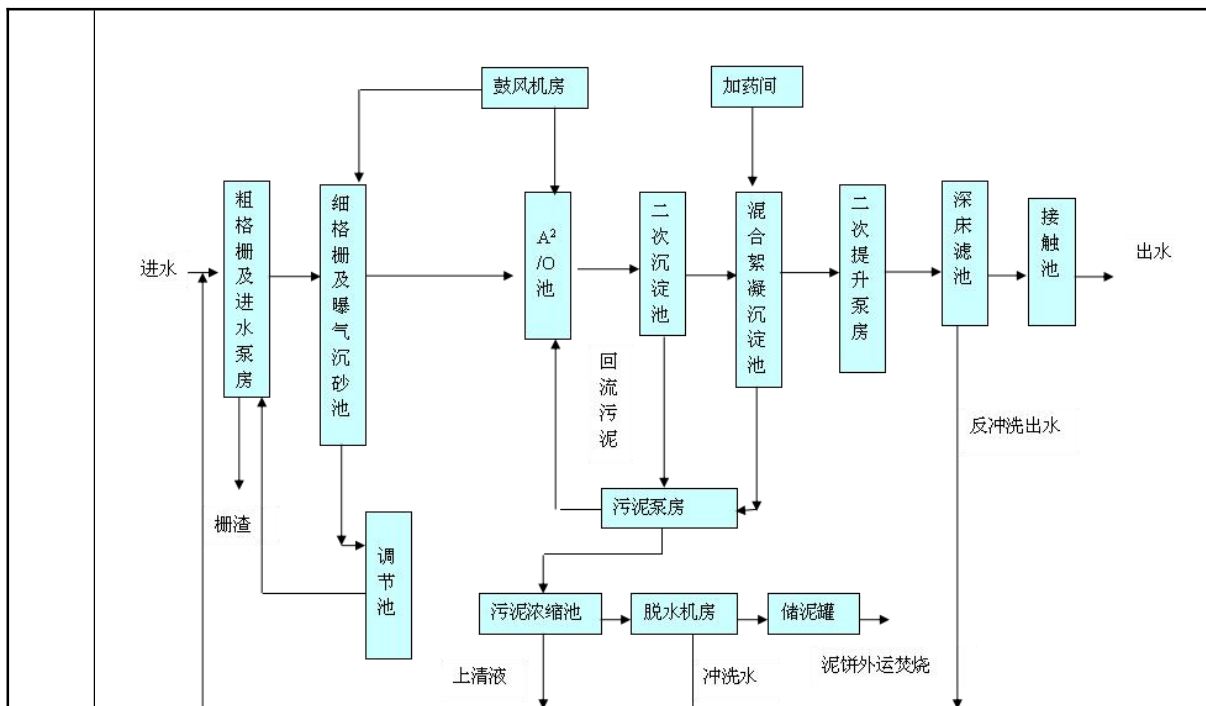 鼓风机房
加药间
进水
粗格栅及进水泵房
细格栅及曝气沉砂池
A²/O池
二次沉淀池
混合絮凝沉淀池
二次提升泵房
深床滤池
接触池
出水
回流污泥
反冲洗出水
栅渣
污泥泵房
调节池
污泥浓缩池
脱水机房
储泥罐
上清液
冲洗水
泥饼外运焚烧